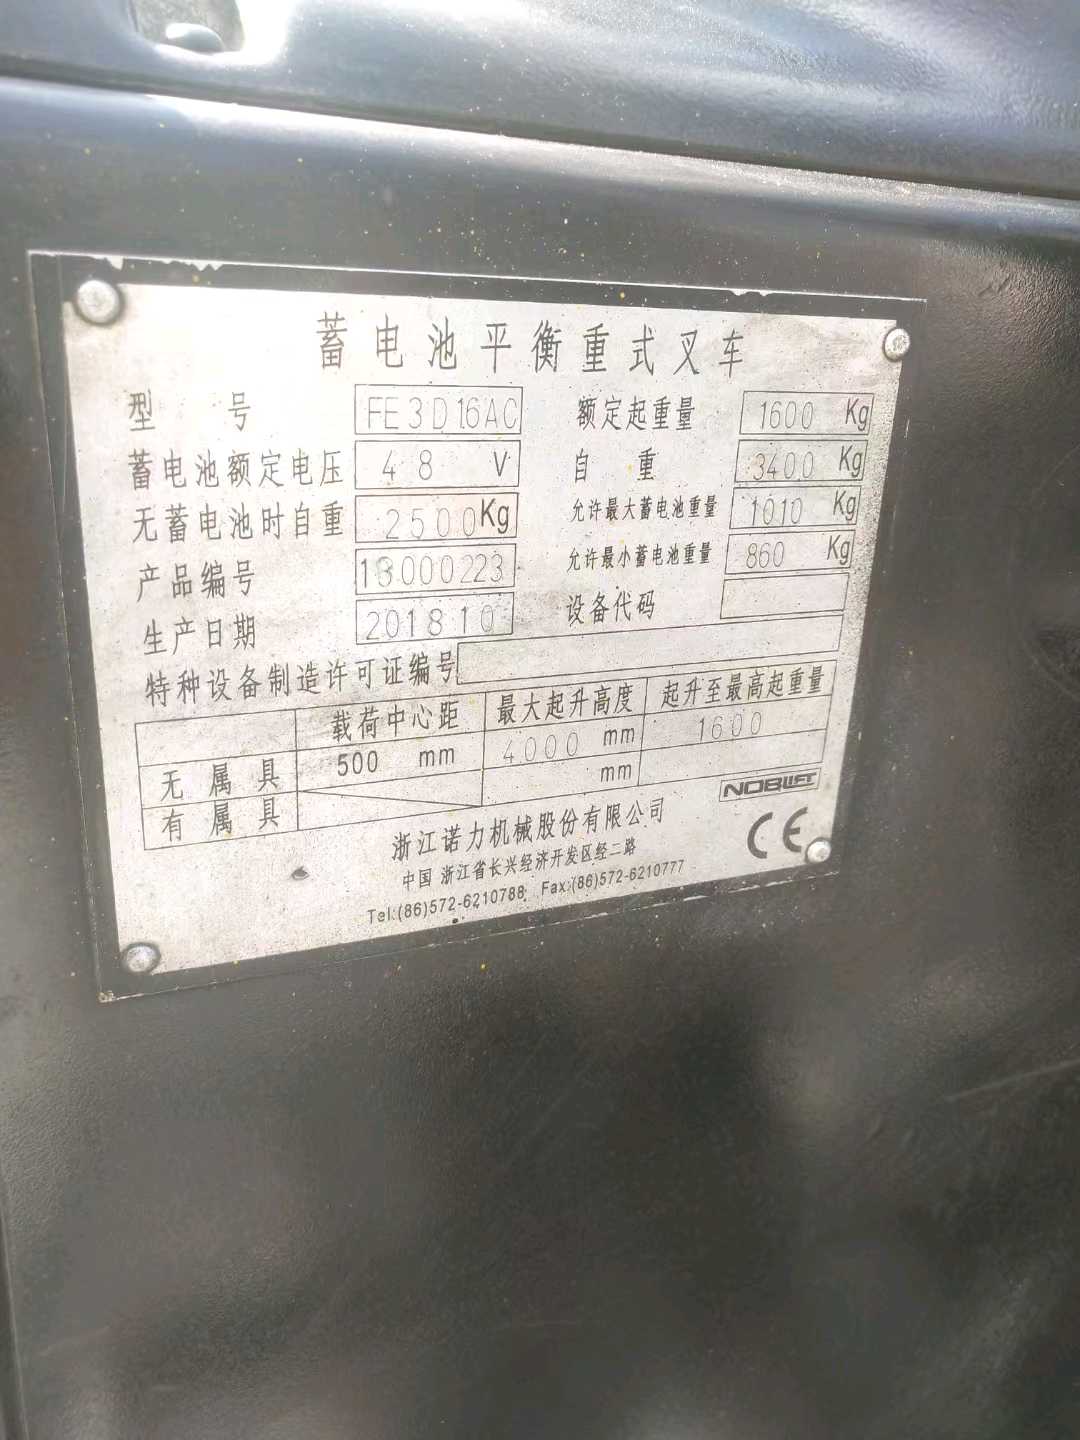 蓄电池平衡重式叉车
型号 FE3D16AC 额定起重量 1600 Kg
蓄电池额定电压 48 V 自重 3400 Kg
无蓄电池时自重 2500 Kg 允许最大蓄电池重量 1010 Kg
产品编号 18000223 允许最小蓄电池重量 860 Kg
生产日期 201810 设备代码
特种设备制造许可证编号
载荷中心距 最大起升高度 起升至最高起重量
无属具 500 mm 4000 mm 1600
有属具 mm
NOBLIFT
浙江诺力机械股份有限公司
CE
中国 浙江省长兴经济开发区经二路
Tel:(86)572-6210788 Fax:(86)572-6210777